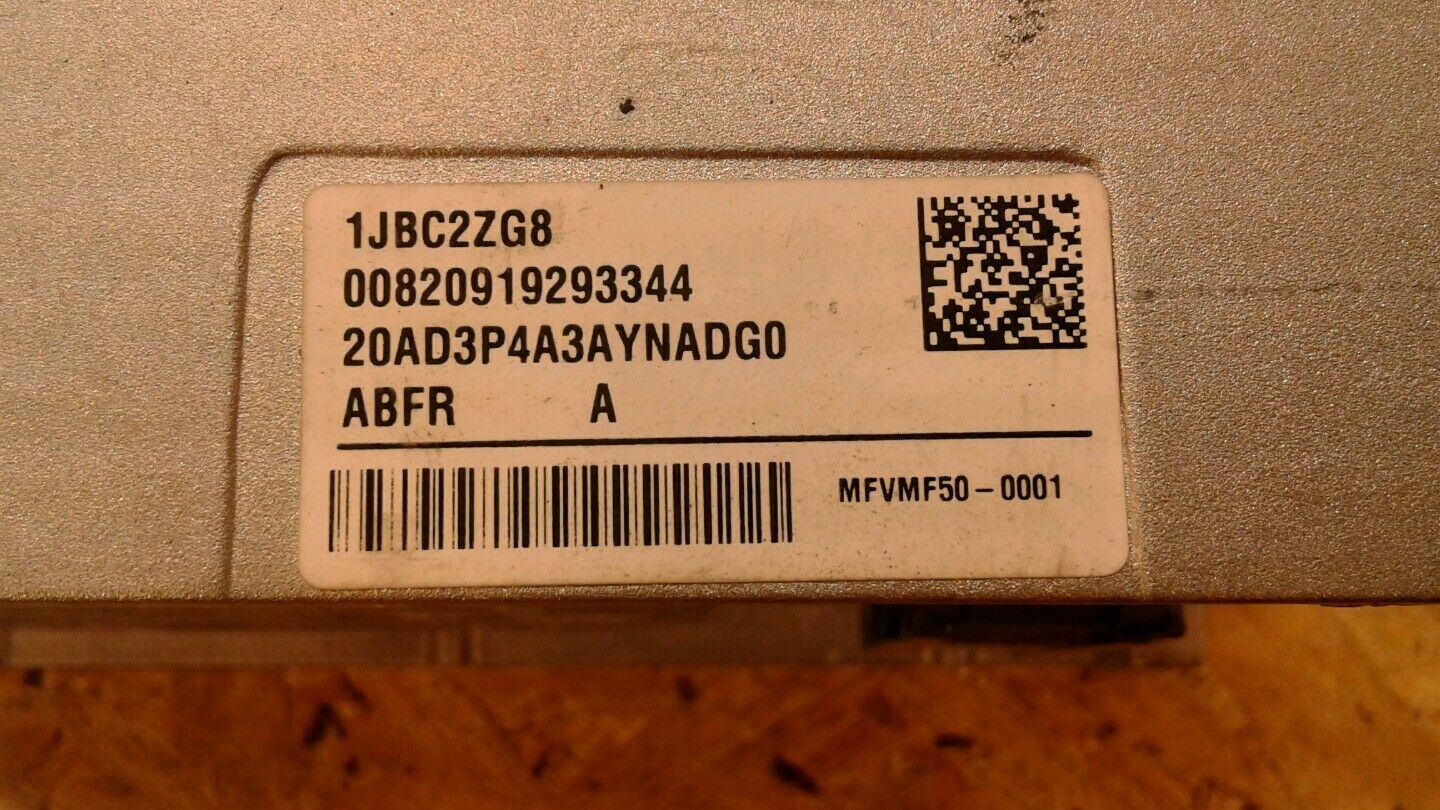 1JBC2ZG8
00820919293344
20AD3P4A3AYNADG0
ABFR A
MFVMF50-0001